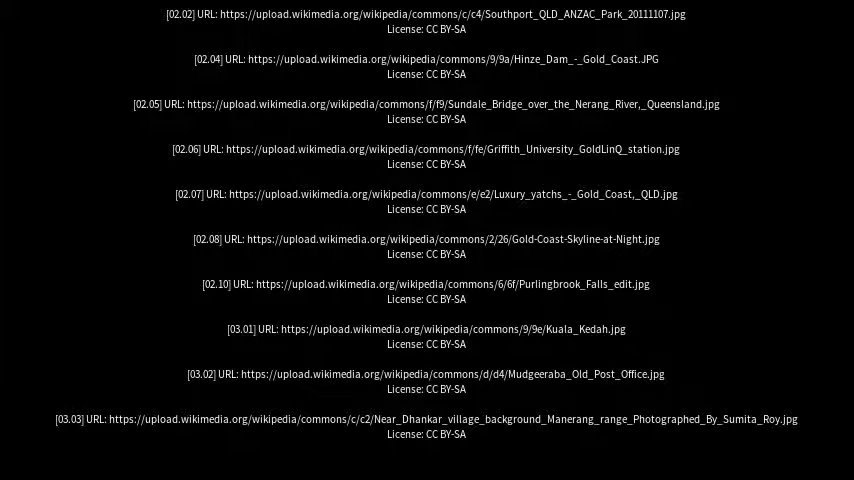 [02.02] URL: https://upload.wikimedia.org/wikipedia/commons/c/c4/Southport_QLD_ANZAC_Park_20111107.jpg
License: CC BY-SA
[02.04] URL: https://upload.wikimedia.org/wikipedia/commons/9/9a/Hinze_Dam_-_Gold_Coast.JPG
License: CC BY-SA
[02.05] URL: https://upload.wikimedia.org/wikipedia/commons/f/f9/Sundale_Bridge_over_the_Nerang_River,_Queensland.jpg
License: CC BY-SA
[02.06] URL: https://upload.wikimedia.org/wikipedia/commons/f/fe/Griffith_University_GoldLinQ_station.jpg
License: CC BY-SA
[02.07] URL: https://upload.wikimedia.org/wikipedia/commons/e/e2/Luxury_yatchs_-_Gold_Coast,_QLD.jpg
License: CC BY-SA
[02.08] URL: https://upload.wikimedia.org/wikipedia/commons/2/26/Gold-Coast-Skyline-at-Night.jpg
License: CC BY-SA
[02.10] URL: https://upload.wikimedia.org/wikipedia/commons/6/6f/Purlingbrook_Falls_edit.jpg
License: CC BY-SA
[03.01] URL: https://upload.wikimedia.org/wikipedia/commons/9/9e/Kuala_Kedah.jpg
License: CC BY-SA
[03.02] URL: https://upload.wikimedia.org/wikipedia/commons/d/d4/Mudgeeraba_Old_Post_Office.jpg
License: CC BY-SA
[03.03] URL: https://upload.wikimedia.org/wikipedia/commons/c/c2/Near_Dhankar_village_background_Manerang_range_Photographed_By_Sumita_Roy.jpg
License: CC BY-SA